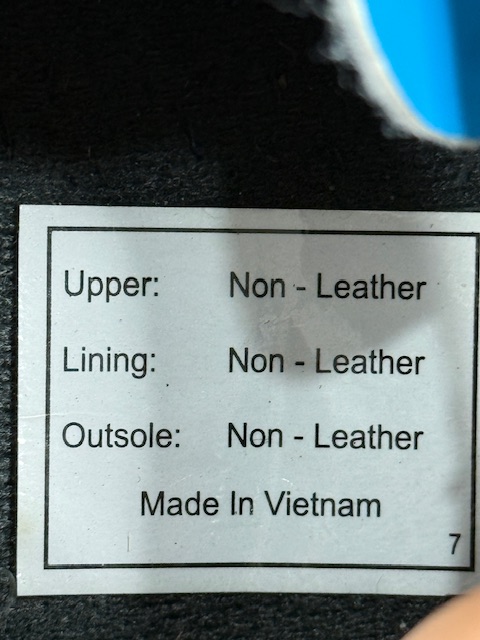 Upper: Non - Leather
Lining: Non - Leather
Outsole: Non - Leather
Made In Vietnam
7